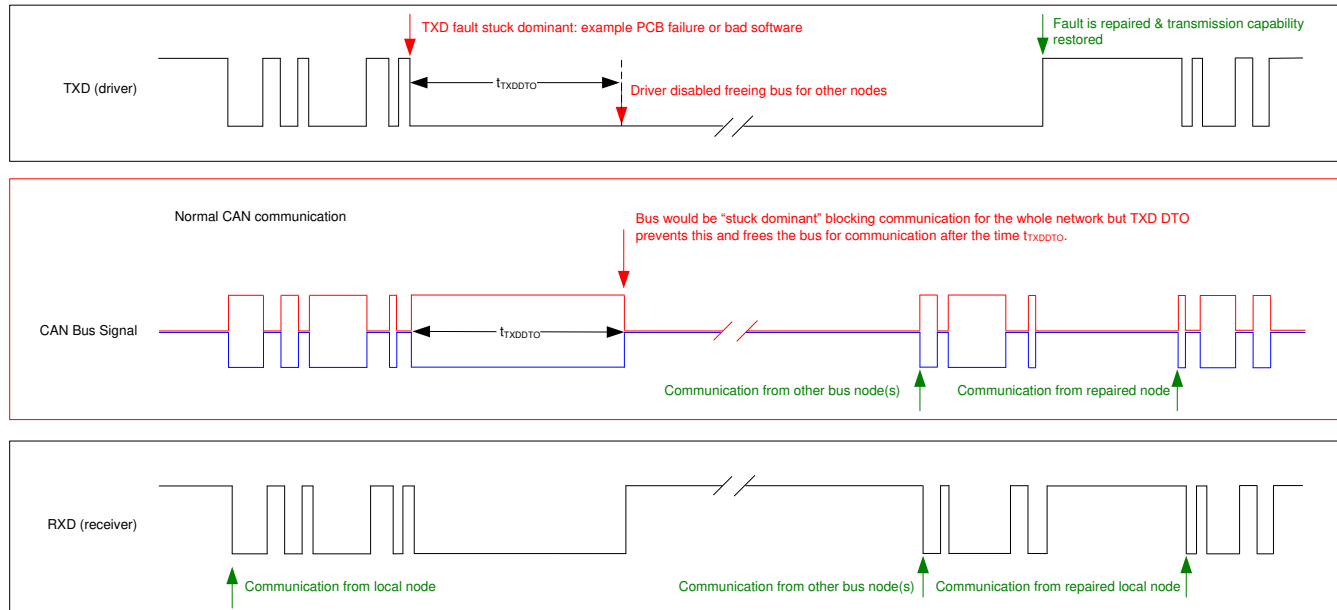 TXD fault stuck dominant: example PCB failure or bad software
Fault is repaired & transmission capability
restored
TXD (driver)
tTXDDTO
Driver disabled freeing bus for other nodes
Normal CAN communication
Bus would be “stuck dominant” blocking communication for the whole network but TXD DTO
prevents this and frees the bus for communication after the time tTXDDTO.
CAN Bus Signal
tTXDDTO
Communication from other bus node(s)
Communication from repaired node
RXD (receiver)
Communication from local node
Communication from other bus node(s)
Communication from repaired local node